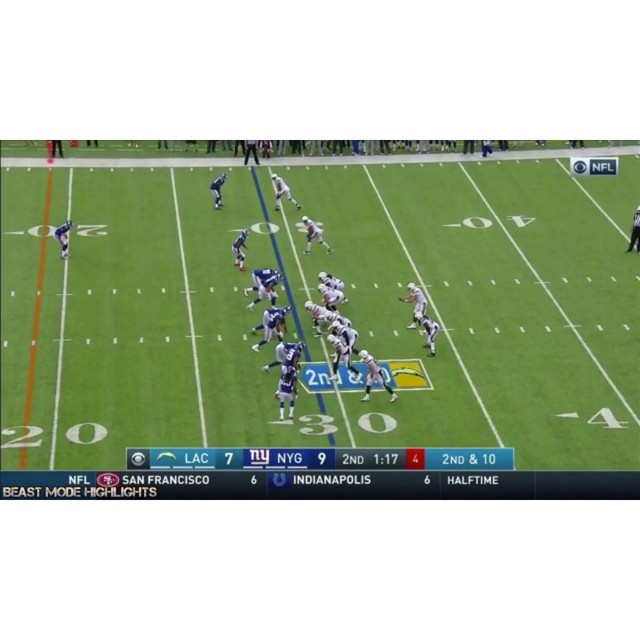 NFL
20
30
40
2nd & 10
20
30
4
LAC 7 NYG 9 2ND 1:17 4 2ND & 10
NFL SAN FRANCISCO 6 INDIANAPOLIS 6 HALFTIME
BEAST MODE HIGHLIGHTS